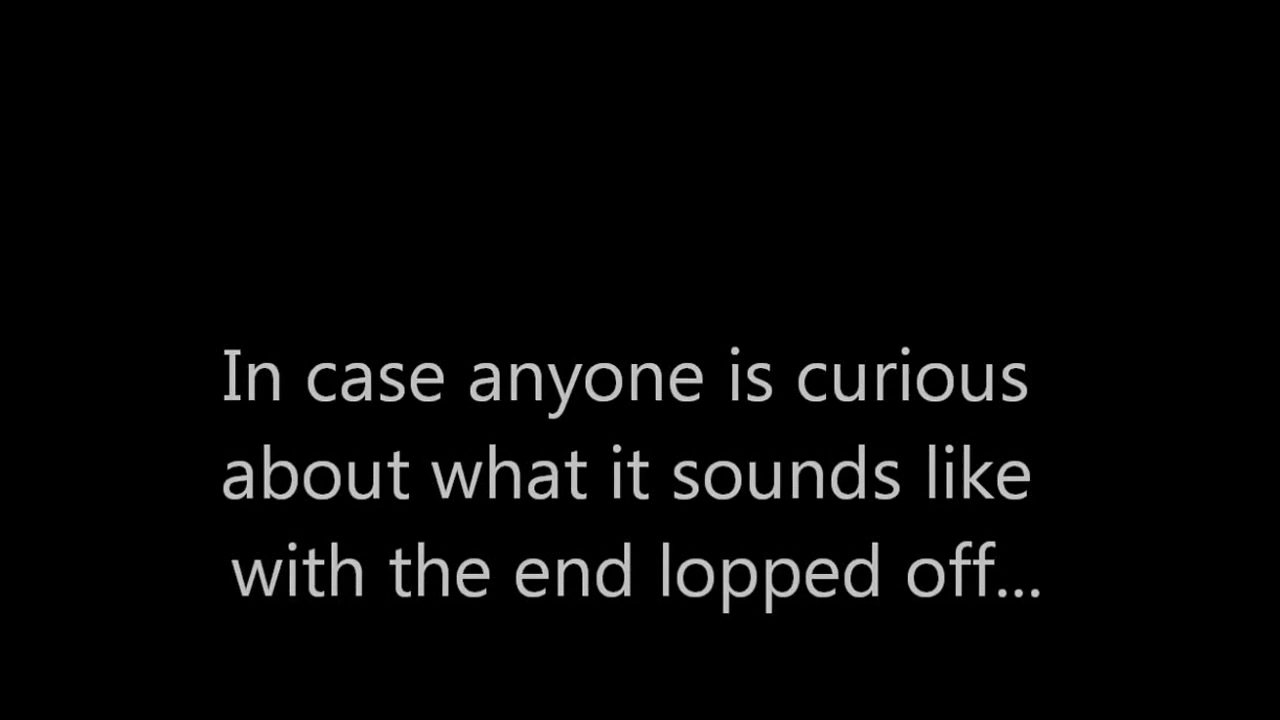 In case anyone is curious
about what it sounds like
with the end lopped off...